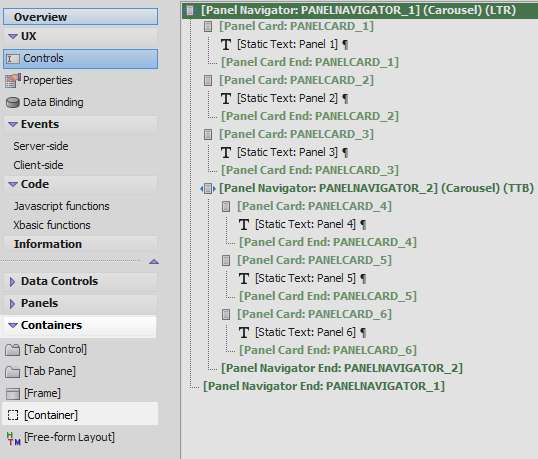 Overview
UX
Controls
Properties
Data Binding
Events
Server-side
Client-side
Code
Javascript functions
Xbasic functions
Information
Data Controls
Panels
Containers
[Tab Control]
[Tab Pane]
[Frame]
[Container]
HTM [Free-form Layout]
[Panel Navigator: PANELNAVIGATOR_1] (Carousel) (LTR)
[Panel Card: PANELCARD_1]
T [Static Text: Panel 1] ¶
[Panel Card End: PANELCARD_1]
[Panel Card: PANELCARD_2]
T [Static Text: Panel 2] ¶
[Panel Card End: PANELCARD_2]
[Panel Card: PANELCARD_3]
T [Static Text: Panel 3] ¶
[Panel Card End: PANELCARD_3]
[Panel Navigator: PANELNAVIGATOR_2] (Carousel) (TTB)
[Panel Card: PANELCARD_4]
T [Static Text: Panel 4] ¶
[Panel Card End: PANELCARD_4]
[Panel Card: PANELCARD_5]
T [Static Text: Panel 5] ¶
[Panel Card End: PANELCARD_5]
[Panel Card: PANELCARD_6]
T [Static Text: Panel 6] ¶
[Panel Card End: PANELCARD_6]
[Panel Navigator End: PANELNAVIGATOR_2]
[Panel Navigator End: PANELNAVIGATOR_1]